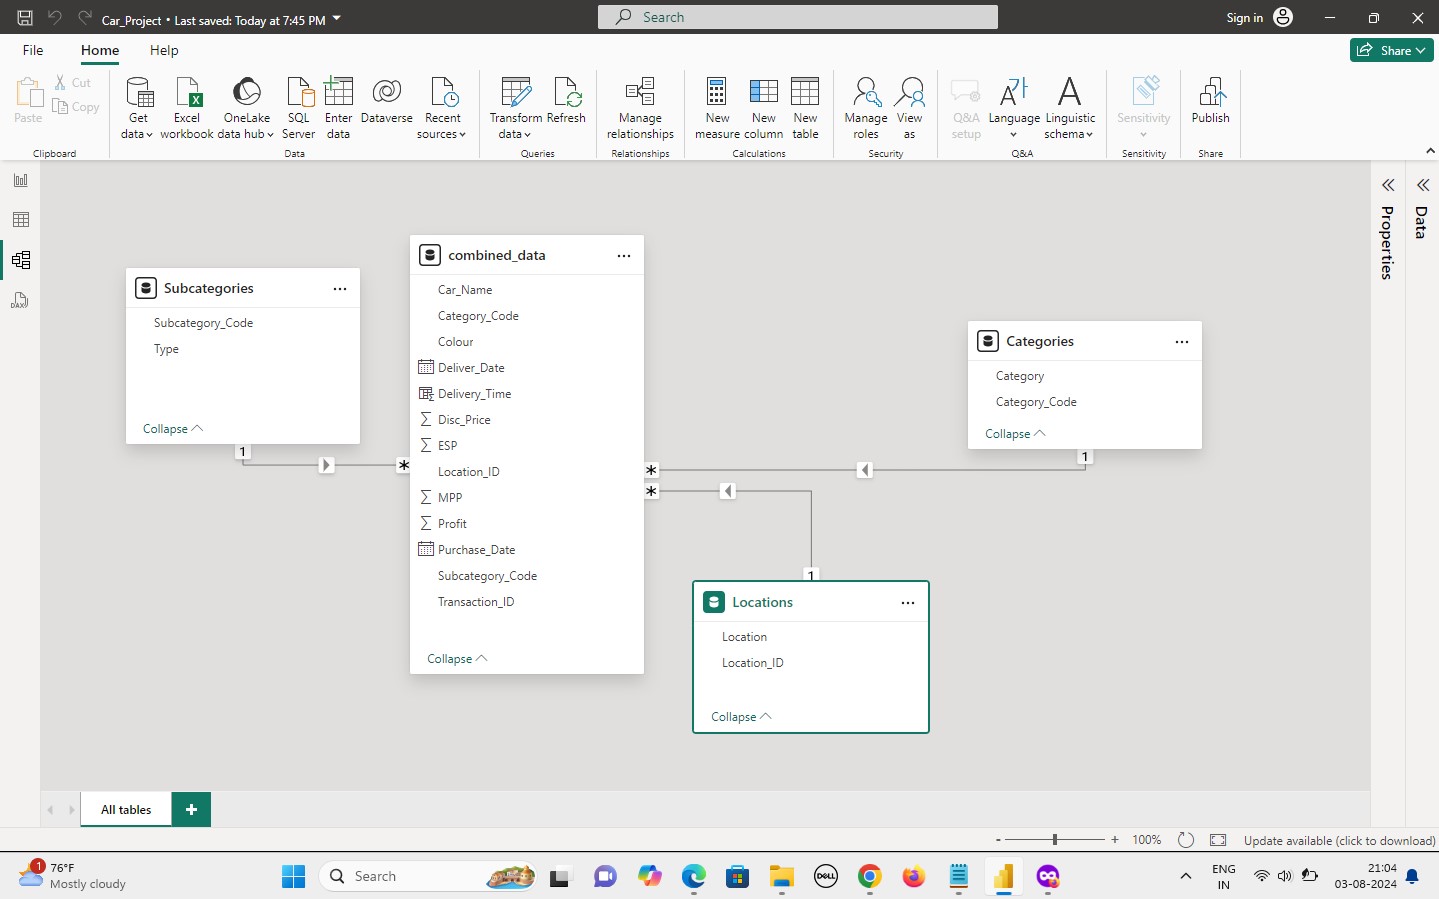 Car_Project • Last saved: Today at 7:45 PM
Search
Sign in
File
Home
Help
Share
Paste
Cut
Copy
Get data
Excel workbook
OneLake data hub
SQL Server
Enter data
Dataverse
Recent sources
Transform data
Refresh
Manage relationships
New measure
New column
New table
Manage roles
View as
Q&A setup
Language
Linguistic schema
Sensitivity
Publish
Clipboard
Data
Queries
Relationships
Calculations
Security
Q&A
Sensitivity
Share
DAX
Properties
Data
Subcategories
Subcategory_Code
Type
Collapse
1
*
combined_data
Car_Name
Category_Code
Colour
Deliver_Date
Delivery_Time
Disc_Price
ESP
Location_ID
MPP
Profit
Purchase_Date
Subcategory_Code
Transaction_ID
Collapse
Categories
Category
Category_Code
Collapse
1
*
*
1
Locations
Location
Location_ID
Collapse
All tables
+
- + 100%
Update available (click to download)
1
76°F
Mostly cloudy
Search
DELL
ENG
IN
21:04
03-08-2024